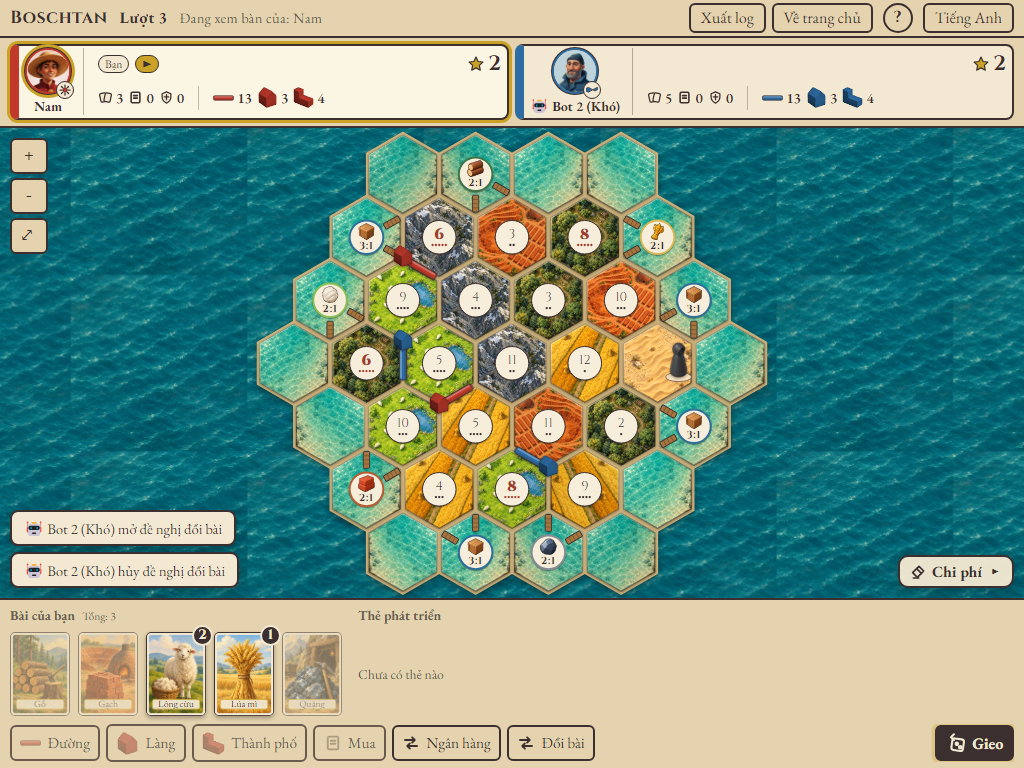 BOSCHTAN Lượt 3 Đang xem bàn của: Nam
Xuất log Về trang chủ ? Tiếng Anh
Bạn ► 2
3 0 0 13 3 4
Nam
2
5 0 0 13 3 4
Bot 2 (Khó)
+
-
2:1
3:1 6 3 8 2:1
2:1 9 4 3 10 3:1
6 5 11 12
10 5 11 2 3:1
2:1 4 8 9
3:1 2:1
Bot 2 (Khó) mở đề nghị đổi bài
Bot 2 (Khó) hủy đề nghị đổi bài
Chi phí ►
Bài của bạn Tổng: 3
Thẻ phát triển
2 1
Gỗ Gạch Lông cừu Lúa mì Quặng
Chưa có thẻ nào
Đường Làng Thành phố Mua Ngân hàng Đổi bài Gieo